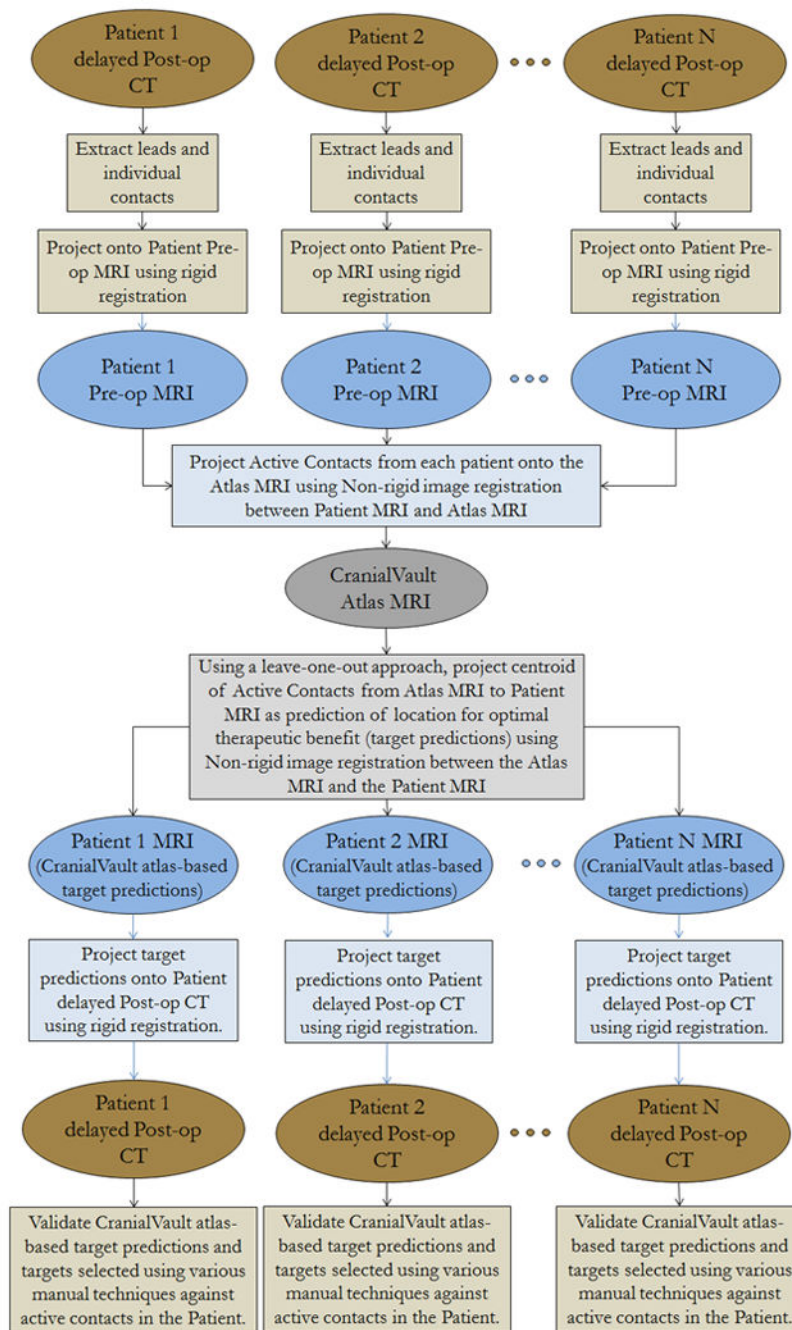 Patient 1
delayed Post-op
CT
Patient 2
delayed Post-op
CT
Patient N
delayed Post-op
CT
Extract leads and
individual
contacts
Extract leads and
individual
contacts
Extract leads and
individual
contacts
Project onto Patient Pre-
op MRI using rigid
registration
Project onto Patient Pre-
op MRI using rigid
registration
Project onto Patient Pre-
op MRI using rigid
registration
Patient 1
Pre-op MRI
Patient 2
Pre-op MRI
Patient N
Pre-op MRI
Project Active Contacts from each patient onto the
Atlas MRI using Non-rigid image registration
between Patient MRI and Atlas MRI
CranialVault
Atlas MRI
Using a leave-one-out approach, project centroid
of Active Contacts from Atlas MRI to Patient
MRI as prediction of location for optimal
therapeutic benefit (target predictions) using
Non-rigid image registration between the Atlas
MRI and the Patient MRI
Patient 1 MRI
(CranialVault atlas-based
target predictions)
Patient 2 MRI
(CranialVault atlas-based
target predictions)
Patient N MRI
(CranialVault atlas-based
target predictions)
Project target
predictions onto Patient
delayed Post-op CT
using rigid registration.
Project target
predictions onto Patient
delayed Post-op CT
using rigid registration.
Project target
predictions onto Patient
delayed Post-op CT
using rigid registration.
Patient 1
delayed Post-op
CT
Patient 2
delayed Post-op
CT
Patient N
delayed Post-op
CT
Validate CranialVault atlas-
based target predictions and
targets selected using various
manual techniques against
active contacts in the Patient.
Validate CranialVault atlas-
based target predictions and
targets selected using various
manual techniques against
active contacts in the Patient.
Validate CranialVault atlas-
based target predictions and
targets selected using various
manual techniques against
active contacts in the Patient.